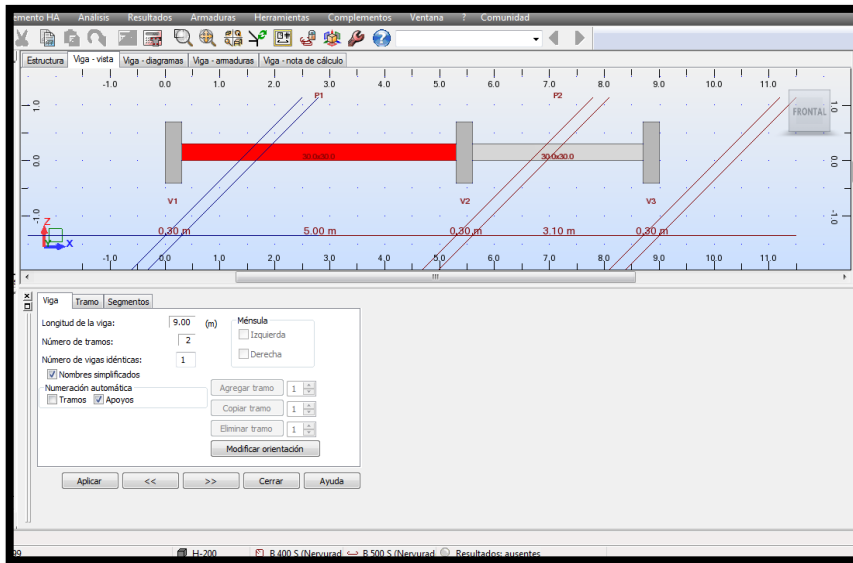 emento HA Análisis Resultados Armaduras Herramientas Complementos Ventana ? Comunidad
Estructura Viga - vista Viga - diagramas Viga - armaduras Viga - nota de cálculo
-1.0 0.0 1.0 2.0 3.0 4.0 5.0 6.0 7.0 8.0 9.0 10.0 11.0
P1 P2
FRONTAL
1.0 1.0
30.0x30.0 30.0x30.0
0.0 0.0
V1 V2 V3
-1.0 -1.0
Z
0,30 m 5.00 m 0,30 m 3.10 m 0,30 m
X
-1,0 0,0 1,0 2,0 3,0 4,0 5,0 6,0 7,0 8,0 9,0 10,0 11,0
Viga Tramo Segmentos
Longitud de la viga: 9.00 (m)
Número de tramos: 2
Número de vigas idénticas: 1
Nombres simplificados
Numeración automática
Tramos Apoyos
Ménsula
Izquierda
Derecha
Agregar tramo 1
Copiar tramo 1
Eliminar tramo 1
Modificar orientación
Aplicar << >> Cerrar Ayuda
H-200 B 400 S (Nervurad B 500 S (Nervurad Resultados: ausentes